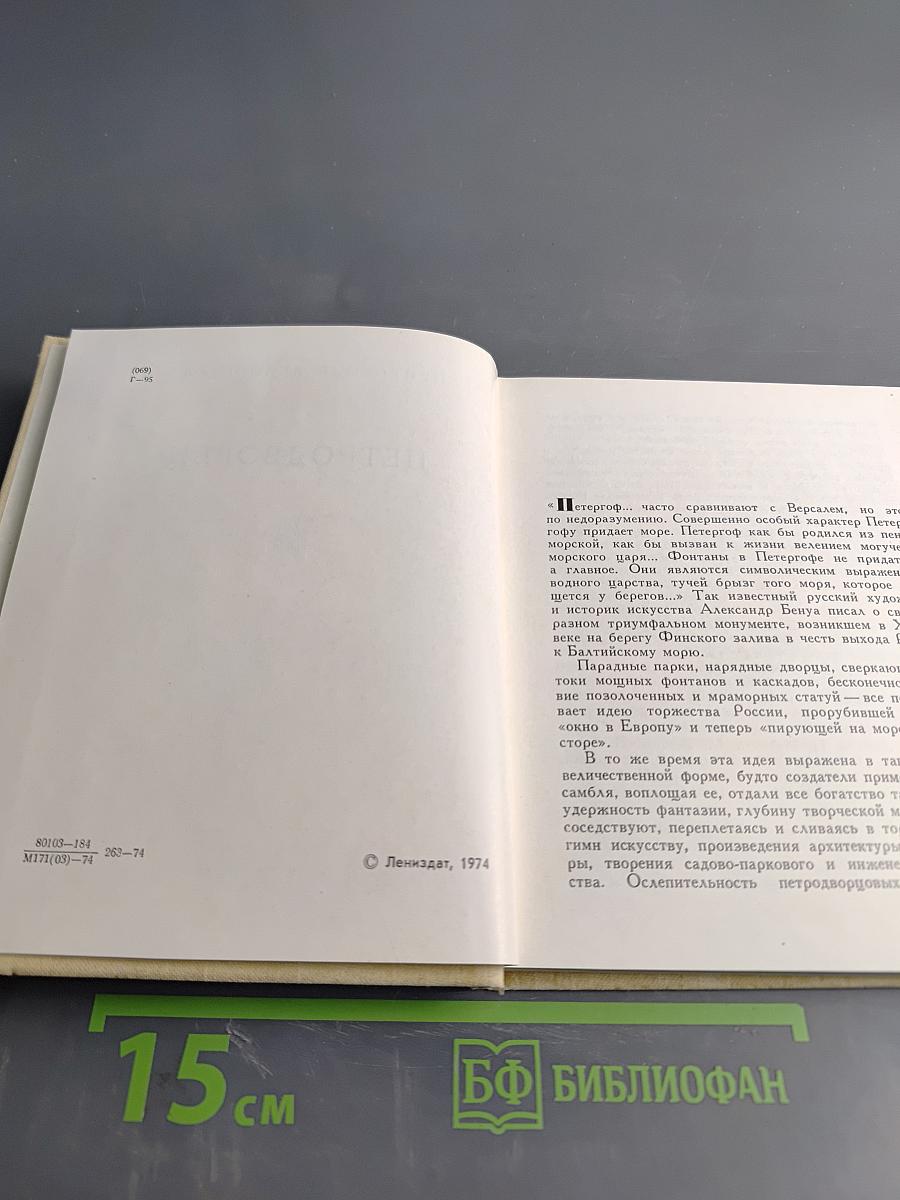 (069)
Г—95
ПЕТРОДВОРЕЦ
80103—184
М171(03)—74
263—74
© Лениздат, 1974
«Петергоф... часто сравнивают с Версалем, но это
по недоразумению. Совершенно особый характер Петер
гофу придает море. Петергоф как бы родился из пен
морской, как бы вызван к жизни велением могуче
морского царя... Фонтаны в Петергофе не придат
а главное. Они являются символическим выражен
водного царства, тучей брызг того моря, которое
щется у берегов...» Так известный русский худож
и историк искусства Александр Бенуа писал о св
разном триумфальном монументе, возникшем в X
веке на берегу Финского залива в честь выхода Р
к Балтийскому морю.
Парадные парки, нарядные дворцы, сверкаю
токи мощных фонтанов и каскадов, бесконечно
вие позолоченных и мраморных статуй — все по
вает идею торжества России, прорубившей
«окно в Европу» и теперь «пирующей на мор
сторе».
В то же время эта идея выражена в так
величественной форме, будто создатели прим
самбля, воплощая ее, отдали все богатство та
удержность фантазии, глубину творческой м
соседствуют, переплетаясь и сливаясь в то
гимн искусству, произведения архитектуры
ры, творения садово-паркового и инжене
ства. Ослепительность петродворцовых
15 см
БФ БИБЛИОФАН